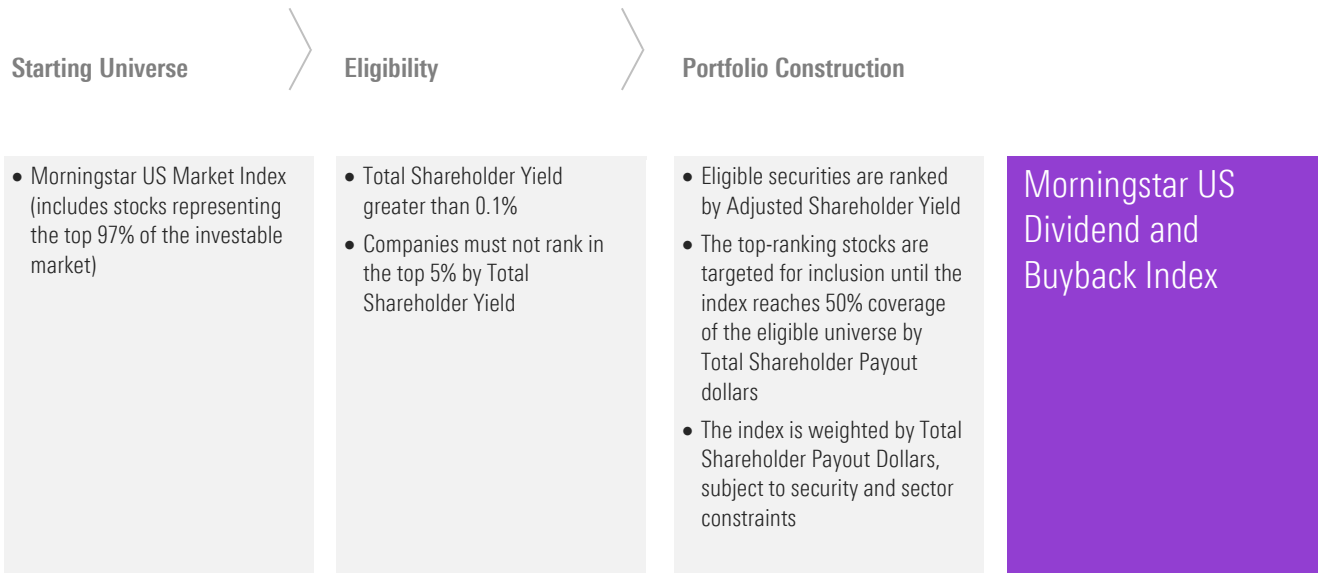 Starting Universe
Eligibility
Portfolio Construction
• Morningstar US Market Index
(includes stocks representing
the top 97% of the investable
market)
• Total Shareholder Yield
greater than 0.1%
• Companies must not rank in
the top 5% by Total
Shareholder Yield
• Eligible securities are ranked
by Adjusted Shareholder Yield
• The top-ranking stocks are
targeted for inclusion until the
index reaches 50% coverage
of the eligible universe by
Total Shareholder Payout
dollars
• The index is weighted by Total
Shareholder Payout Dollars,
subject to security and sector
constraints
Morningstar US
Dividend and
Buyback Index